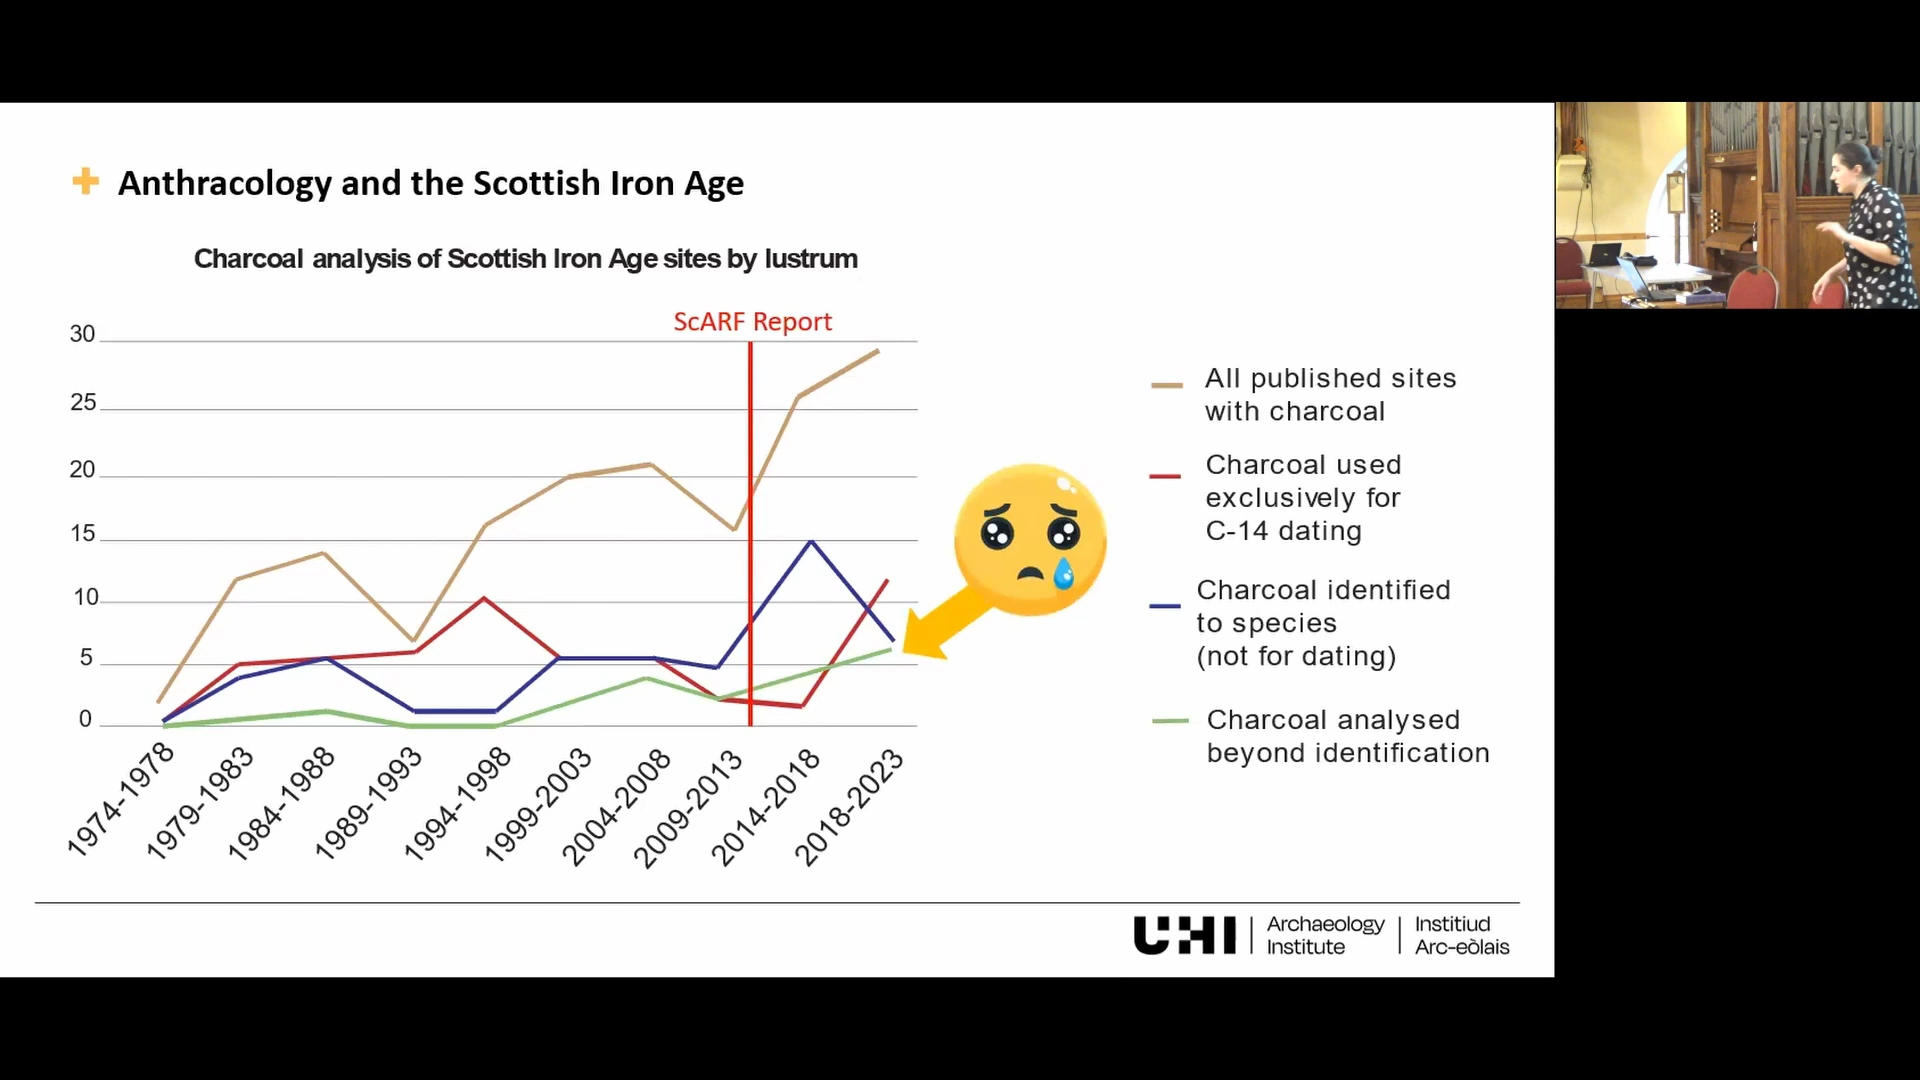 Anthracology and the Scottish Iron Age
Charcoal analysis of Scottish Iron Age sites by lustrum
ScARF Report
30
25
20
15
10
5
0
1974-1978
1979-1983
1984-1988
1989-1993
1994-1998
1999-2003
2004-2008
2009-2013
2014-2018
2018-2023
All published sites
with charcoal
Charcoal used
exclusively for
C-14 dating
Charcoal identified
to species
(not for dating)
Charcoal analysed
beyond identification
UHI
Archaeology
Institute
Institiud
Arc-eòlais